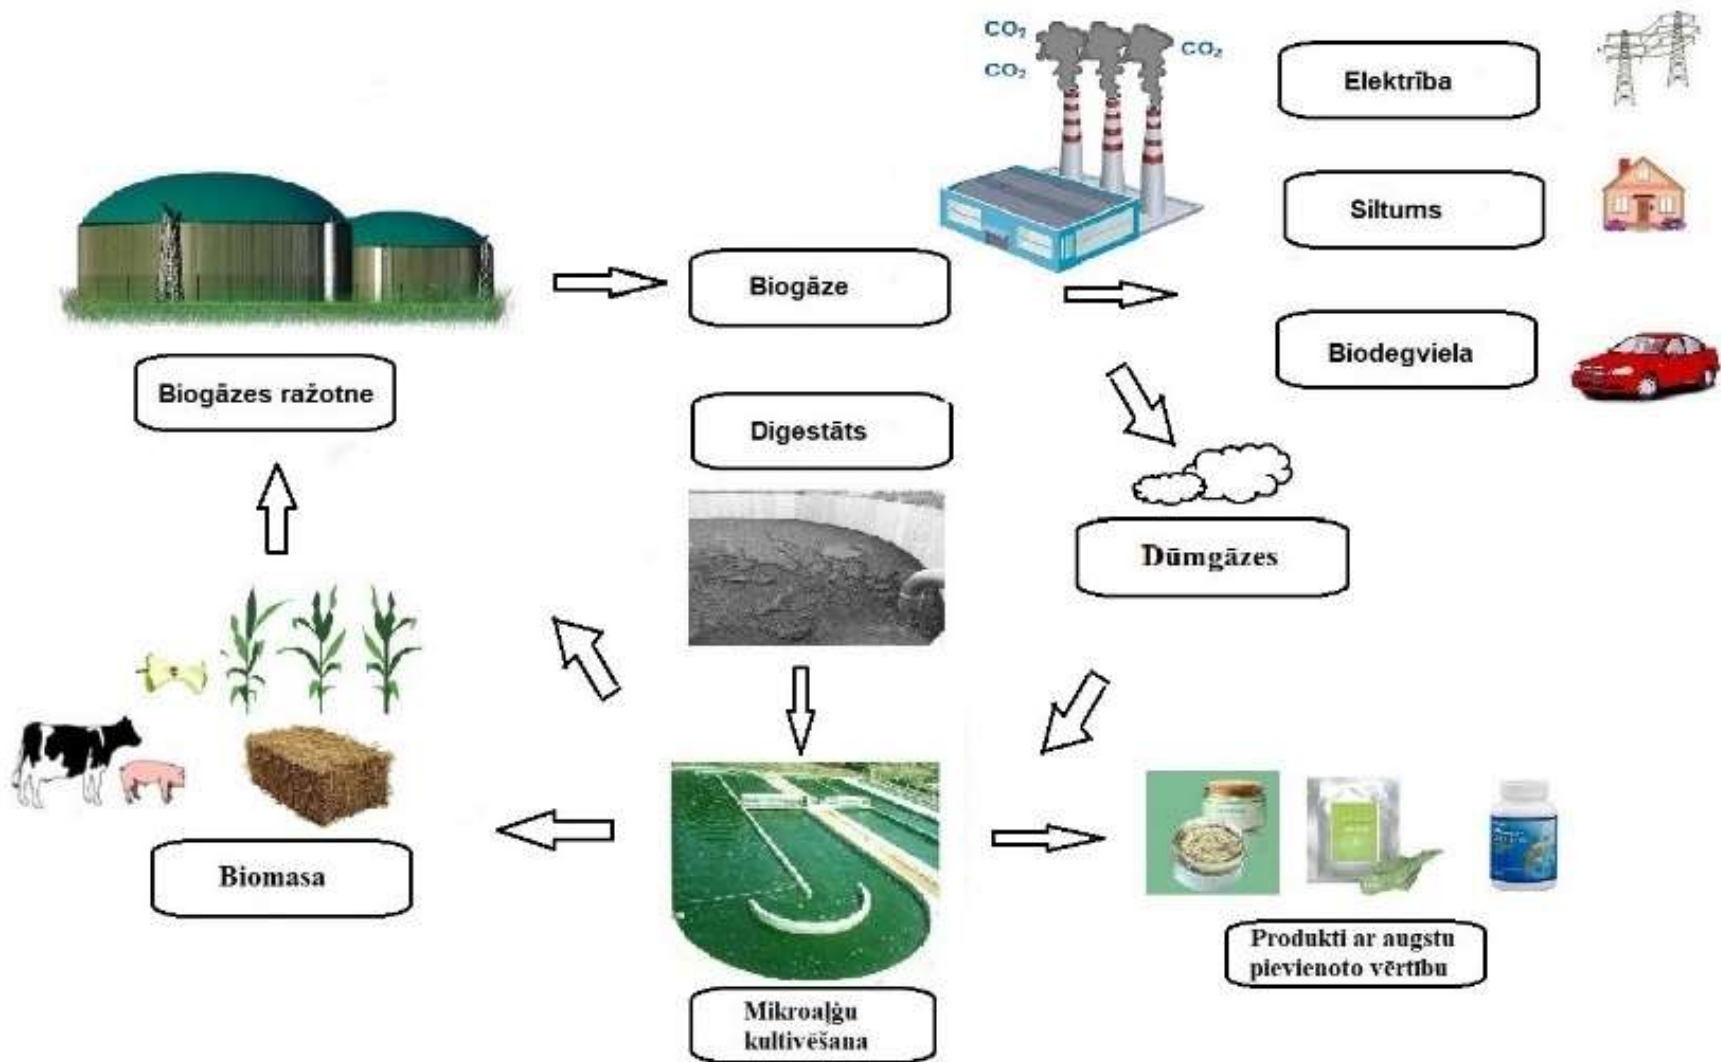 CO₂
CO₂
CO₂
Elektrība
Siltums
Biogāze
Biodegviela
Biogāzes ražotne
Digestāts
Dūmgāzes
Biomasa
Produkti ar augstu
pievienoto vērtību
Mikroaļģu
kultivēšana